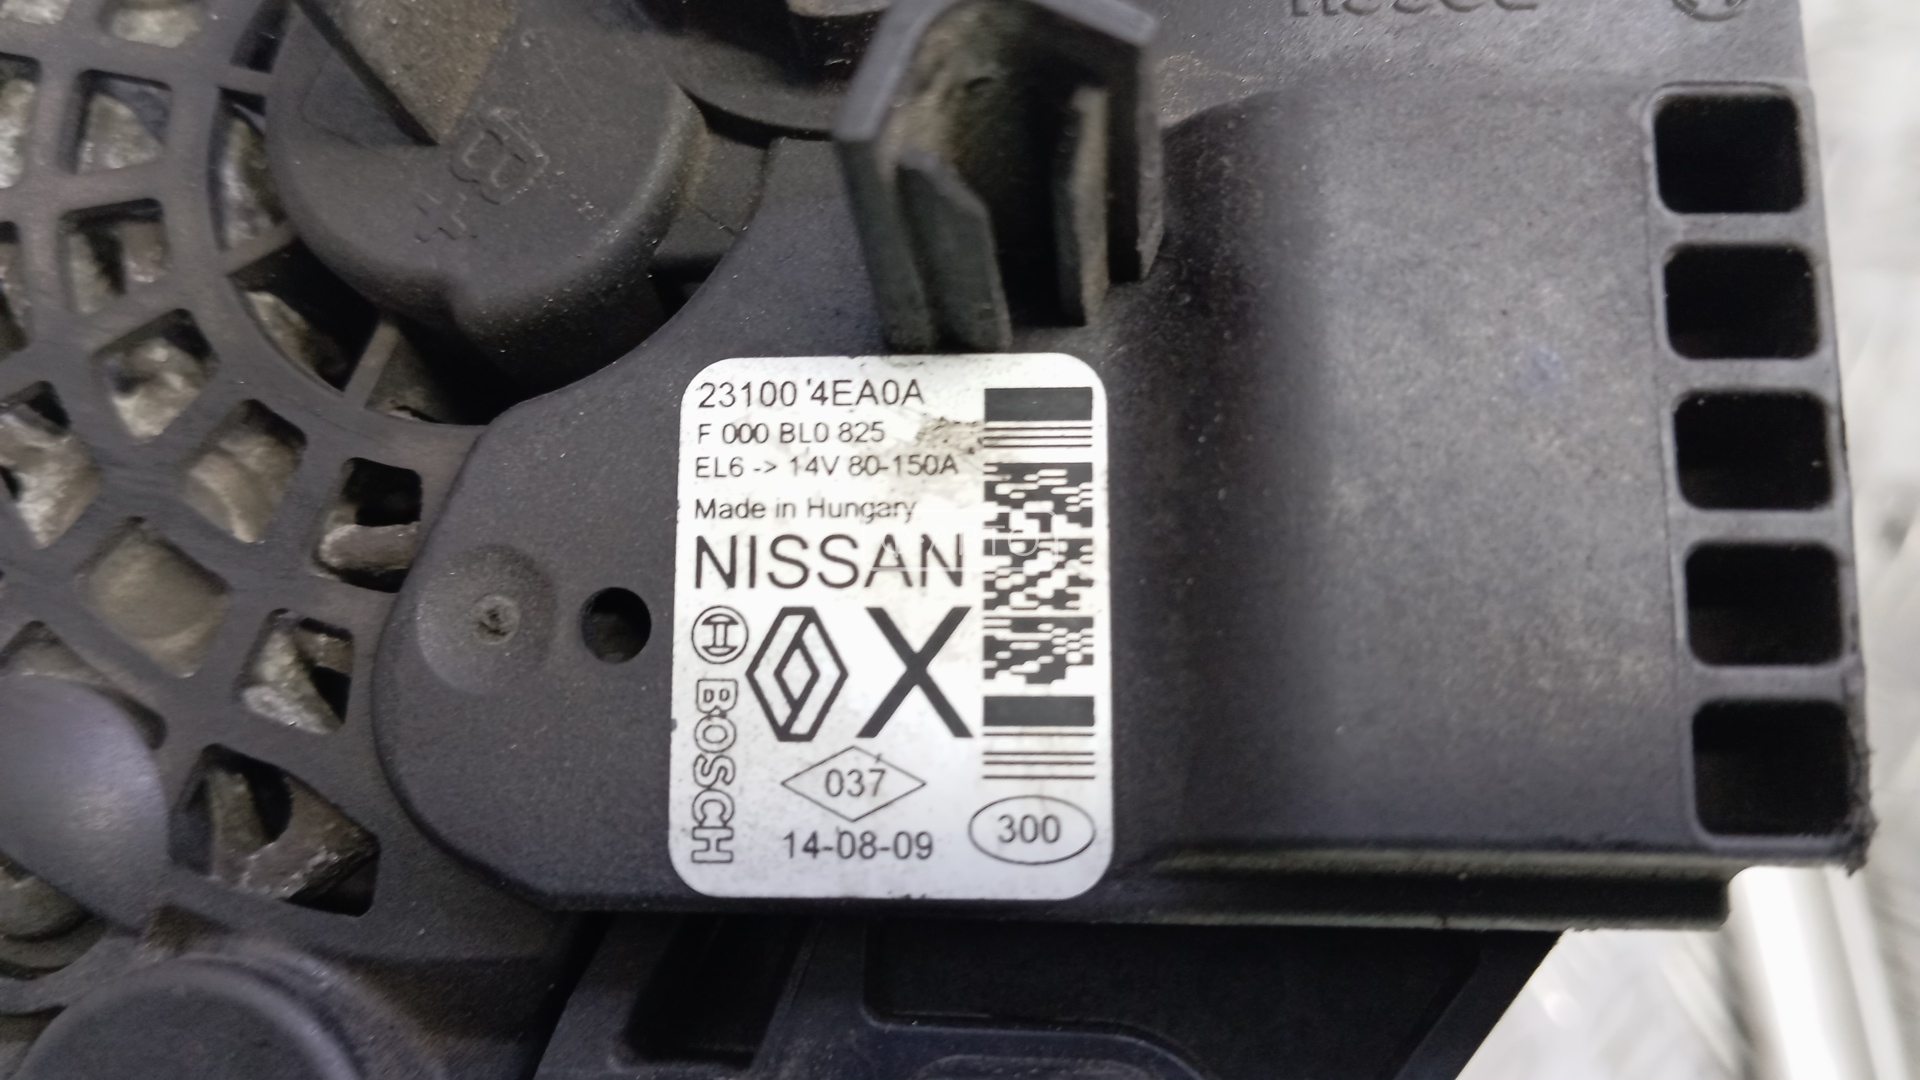 BOSCH
B+
23100 4EA0A
F 000 BL0 825
EL6 -> 14V 80-150A
Made in Hungary
NISSAN
BOSCH
X
037
14-08-09
300